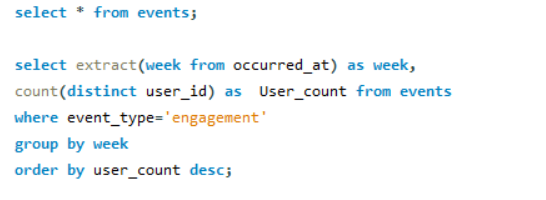 select * from events;
select extract(week from occurred_at) as week,
count(distinct user_id) as  User_count from events
where event_type='engagement'
group by week
order by user_count desc;